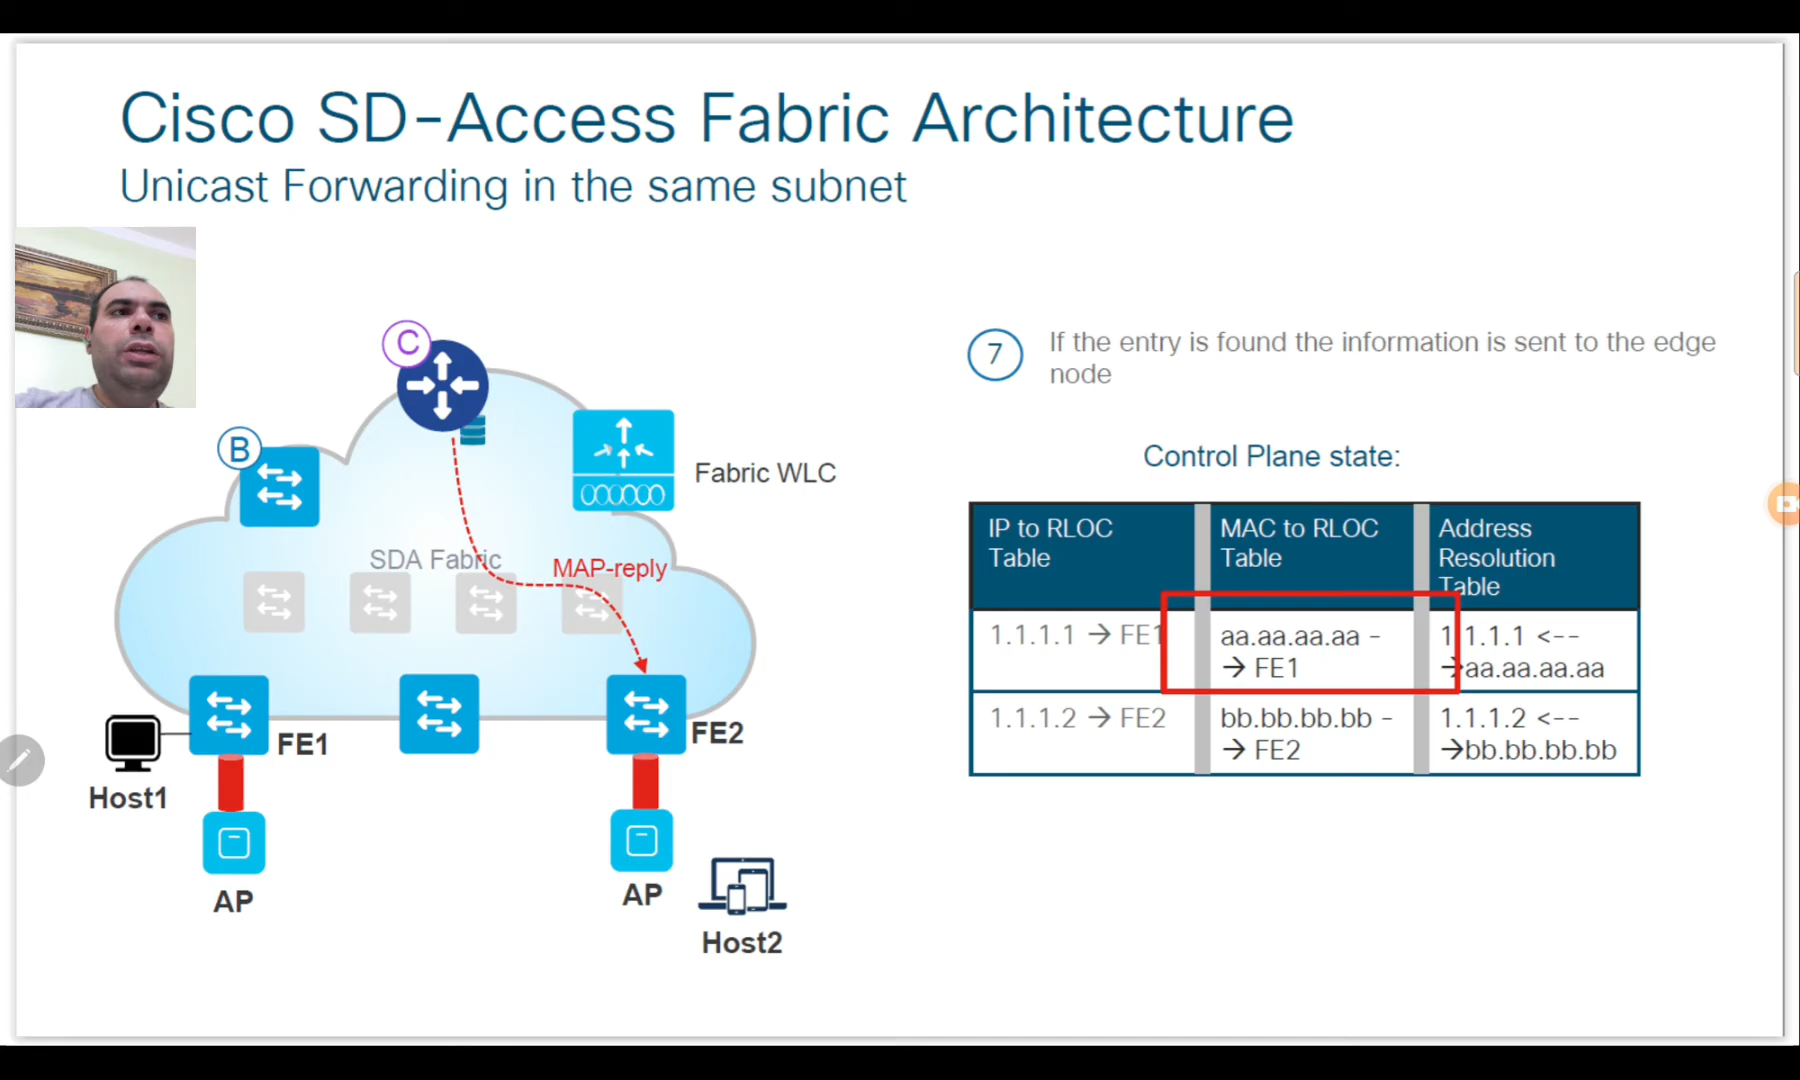 Cisco SD-Access Fabric Architecture
Unicast Forwarding in the same subnet
C
B
Fabric WLC
SDA Fabric
MAP-reply
FE1
FE2
Host1
AP
AP
Host2
7
If the entry is found the information is sent to the edge
node
Control Plane state:
IP to RLOC
Table
MAC to RLOC
Table
Address
Resolution
Table
1.1.1.1 → FE1
aa.aa.aa.aa –
→ FE1
1.1.1.1 <--
→aa.aa.aa.aa
1.1.1.2 → FE2
bb.bb.bb.bb –
→ FE2
1.1.1.2 <--
→bb.bb.bb.bb